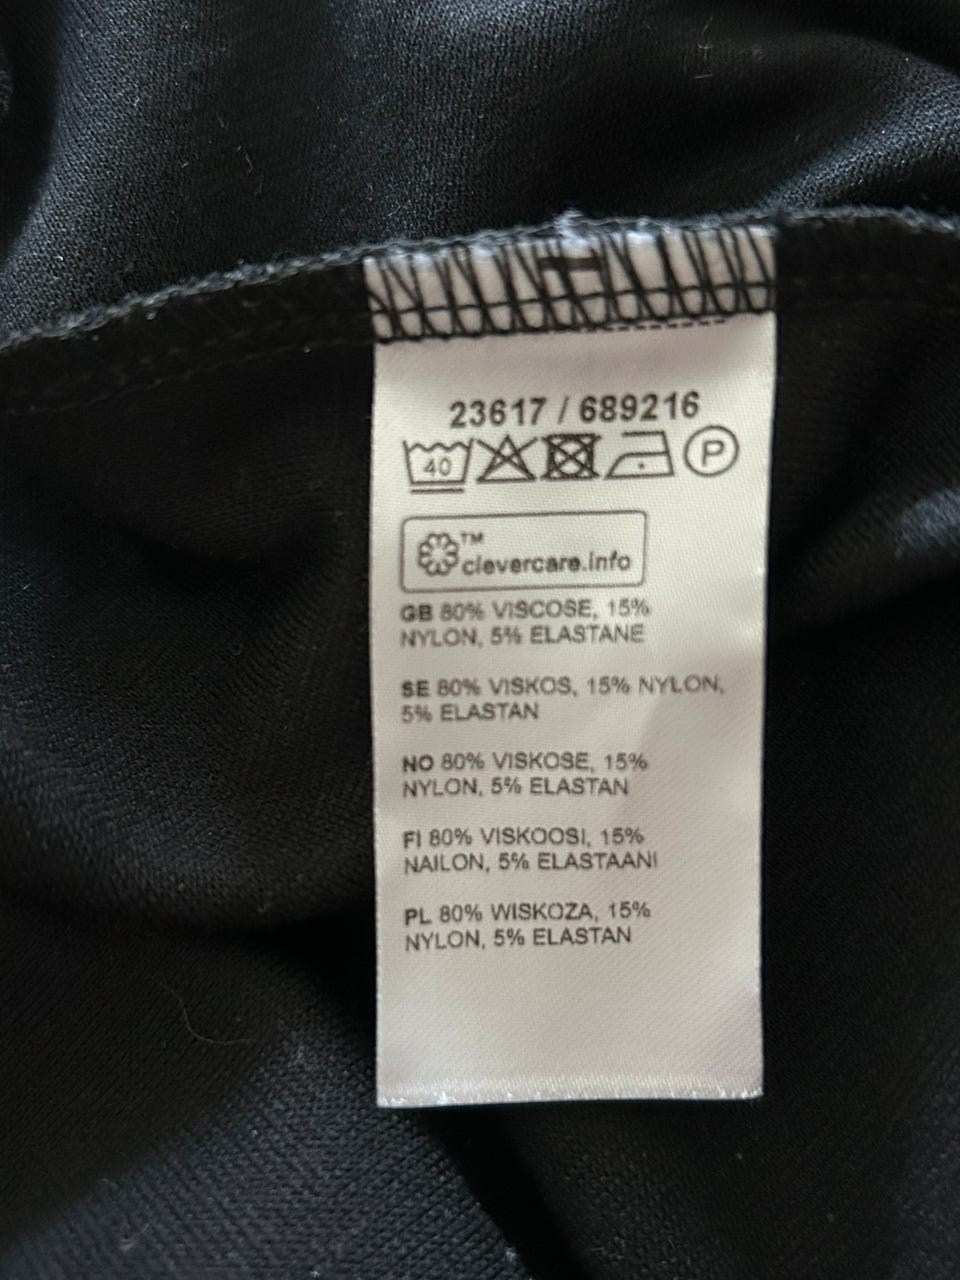 23617 / 689216
40 P
TM
clevercare.info
GB 80% VISCOSE, 15%
NYLON, 5% ELASTANE
SE 80% VISKOS, 15% NYLON,
5% ELASTAN
NO 80% VISKOSE, 15%
NYLON, 5% ELASTAN
FI 80% VISKOOSI, 15%
NAILON, 5% ELASTAANI
PL 80% WISKOZA, 15%
NYLON, 5% ELASTAN